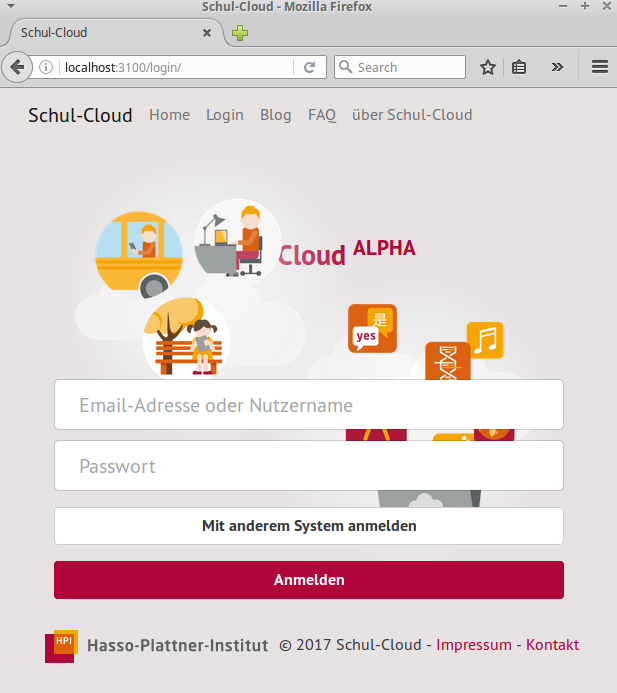 Schul-Cloud - Mozilla Firefox
Schul-Cloud
localhost:3100/login/
Search
Schul-Cloud Home Login Blog FAQ über Schul-Cloud
Cloud ALPHA
是
yes
Email-Adresse oder Nutzername
Passwort
Mit anderem System anmelden
Anmelden
HPI Hasso-Plattner-Institut © 2017 Schul-Cloud - Impressum - Kontakt